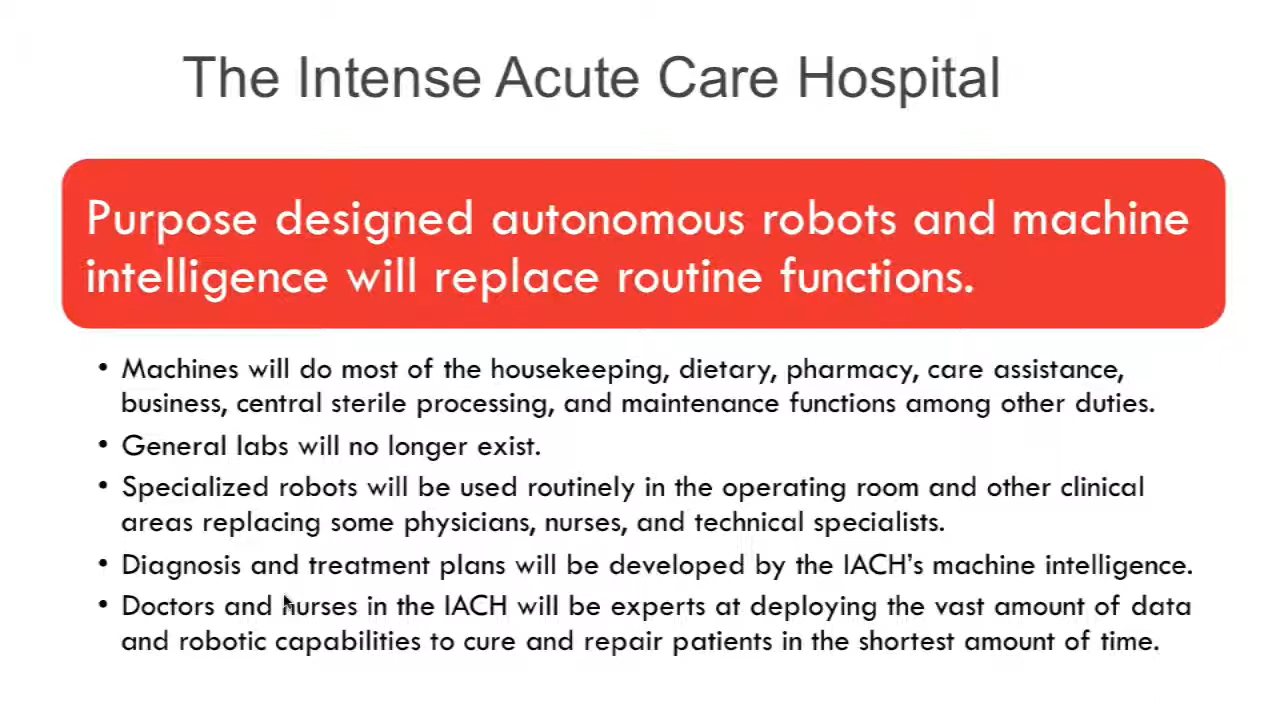 The Intense Acute Care Hospital
Purpose designed autonomous robots and machine
intelligence will replace routine functions.
• Machines will do most of the housekeeping, dietary, pharmacy, care assistance,
business, central sterile processing, and maintenance functions among other duties.
• General labs will no longer exist.
• Specialized robots will be used routinely in the operating room and other clinical
areas replacing some physicians, nurses, and technical specialists.
• Diagnosis and treatment plans will be developed by the IACH’s machine intelligence.
• Doctors and nurses in the IACH will be experts at deploying the vast amount of data
and robotic capabilities to cure and repair patients in the shortest amount of time.